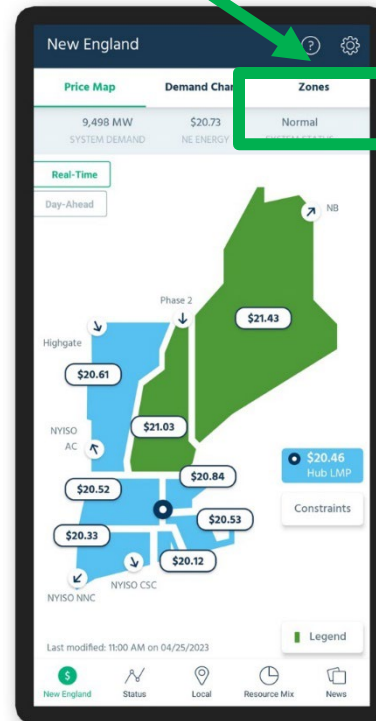 New England
?
Price Map
Demand Char
Zones
9,498 MW
$20.73
Normal
SYSTEM DEMAND
NE ENERGY
SYSTEM STATUS
Real-Time
Day-Ahead
NB
Phase 2
$21.43
Highgate
$20.61
NYISO
AC
$21.03
$20.46
Hub LMP
$20.84
$20.52
Constraints
$20.53
$20.33
$20.12
NYISO CSC
NYISO NNC
Legend
Last modified: 11:00 AM on 04/25/2023
$
New England
Status
Local
Resource Mix
News